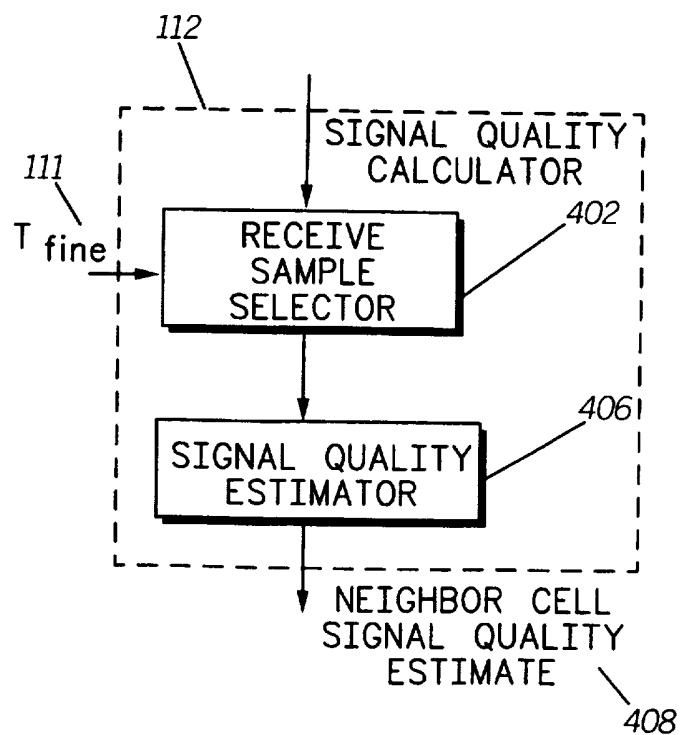 112
SIGNAL QUALITY
CALCULATOR
111
T fine
RECEIVE
SAMPLE
SELECTOR
402
406
SIGNAL QUALITY
ESTIMATOR
NEIGHBOR CELL
SIGNAL QUALITY
ESTIMATE
408